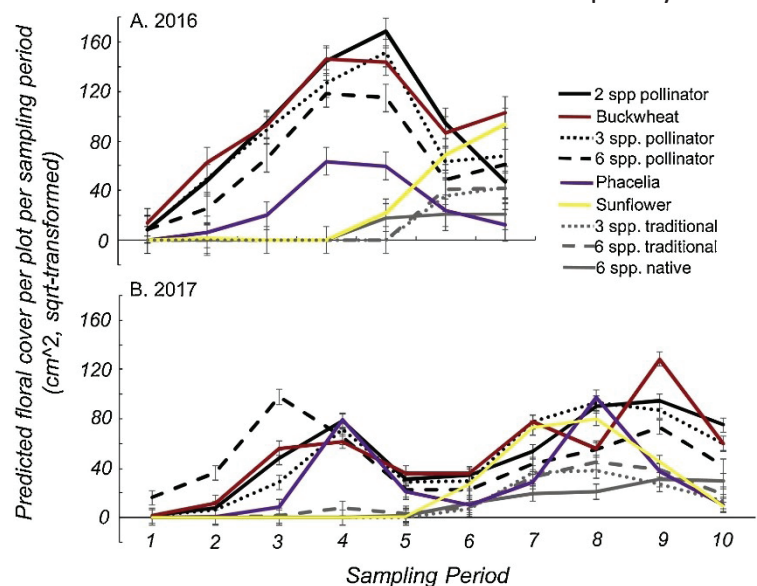 A. 2016
160
120
80
40
0
2 spp pollinator
Buckwheat
3 spp. pollinator
6 spp. pollinator
Phacelia
Sunflower
3 spp. traditional
6 spp. traditional
6 spp. native
Predicted floral cover per plot per sampling period
(cm^2, sqrt-transformed)
B. 2017
160
120
80
40
0
1 2 3 4 5 6 7 8 9 10
Sampling Period